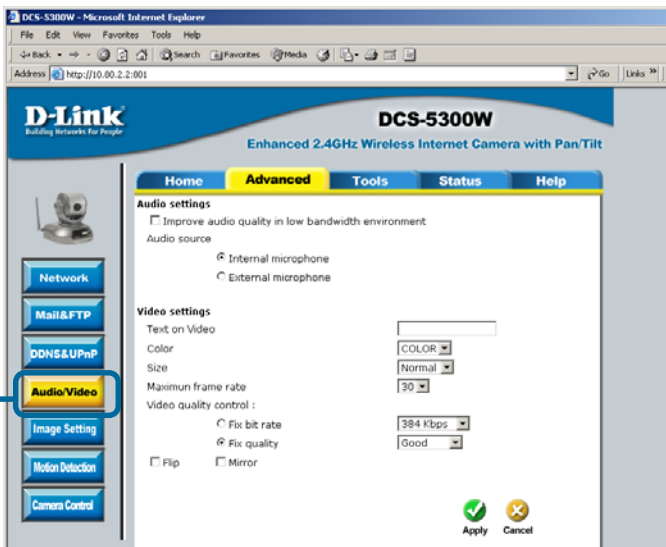 DCS-5300W - Microsoft Internet Explorer
File Edit View Favorites Tools Help
Back Search Favorites Media
Address http://10.00.2.2:001 Go Links »
D-Link
Building Networks for People
DCS-5300W
Enhanced 2.4GHz Wireless Internet Camera with Pan/Tilt
Home Advanced Tools Status Help
Network
Mail&FTP
DDNS&UPnP
Audio/Video
Image Setting
Motion Detection
Camera Control
Audio settings
Improve audio quality in low bandwidth environment
Audio source
Internal microphone
External microphone
Video settings
Text on Video
Color COLOR
Size Normal
Maximun frame rate 30
Video quality control :
Fix bit rate 384 Kbps
Fix quality Good
Flip Mirror
Apply Cancel